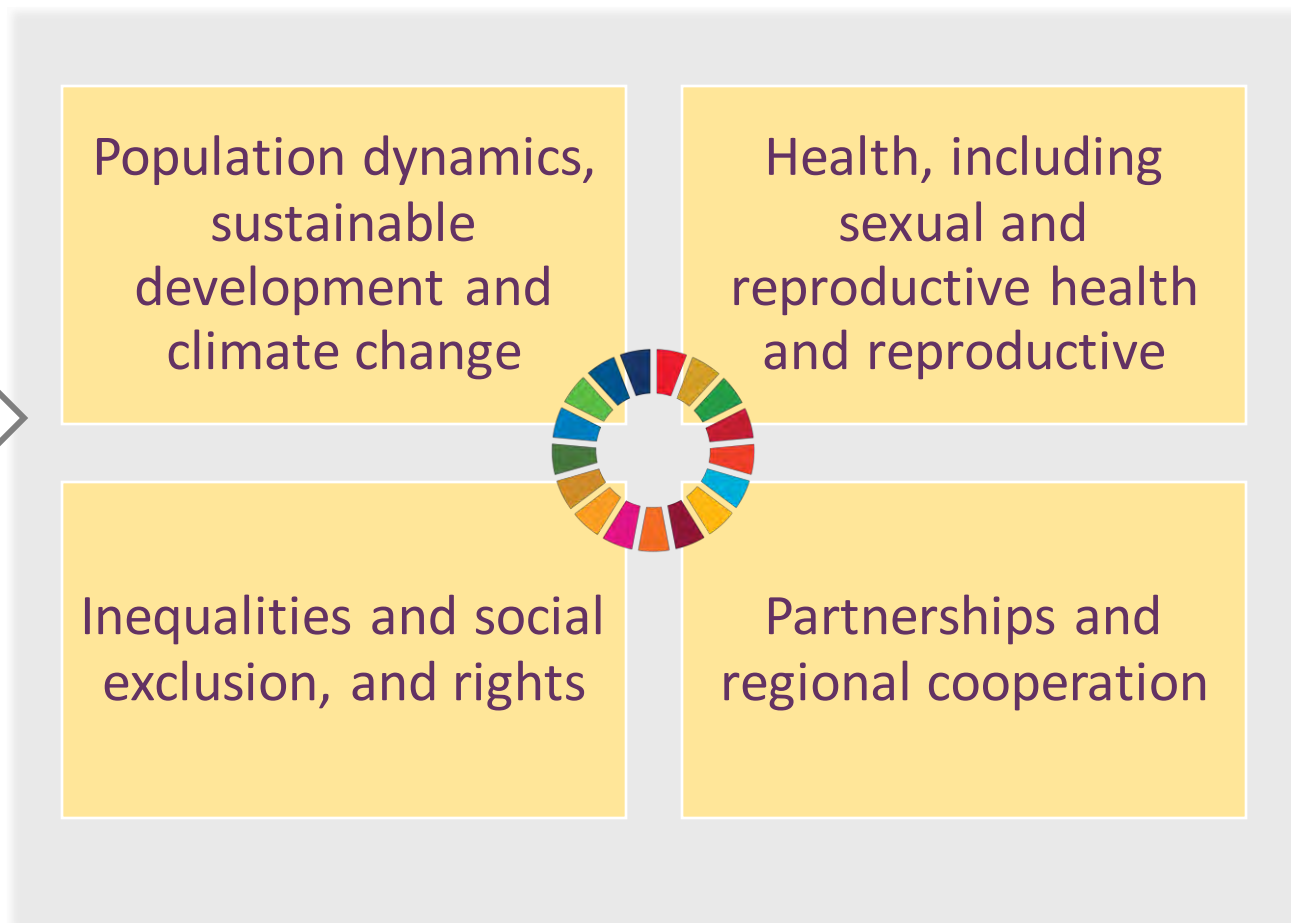 Population dynamics,
sustainable
development and
climate change
Health, including
sexual and
reproductive health
and reproductive
Inequalities and social
exclusion, and rights
Partnerships and
regional cooperation